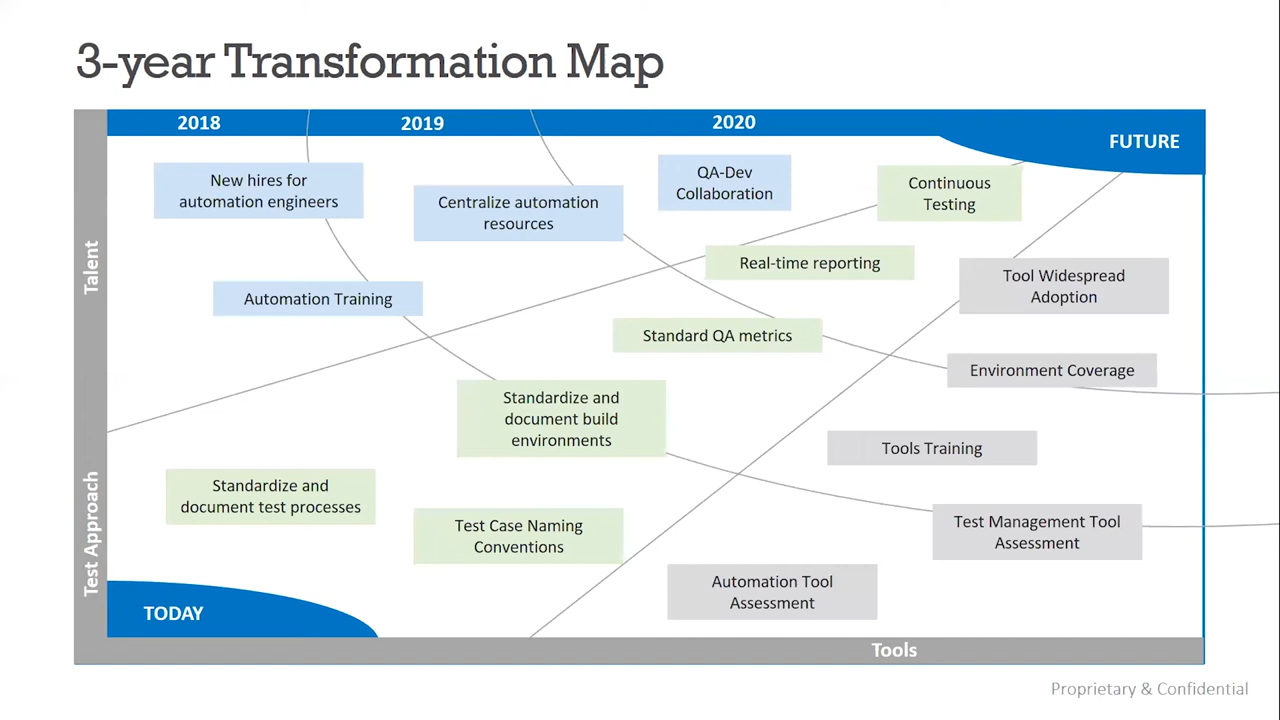 3-year Transformation Map
2018
2019
2020
FUTURE
Talent
Test Approach
New hires for
automation engineers
Centralize automation
resources
QA-Dev
Collaboration
Continuous
Testing
Real-time reporting
Tool Widespread
Adoption
Automation Training
Standard QA metrics
Environment Coverage
Standardize and
document build
environments
Tools Training
Standardize and
document test processes
Test Case Naming
Conventions
Test Management Tool
Assessment
Automation Tool
Assessment
TODAY
Tools
Proprietary & Confidential